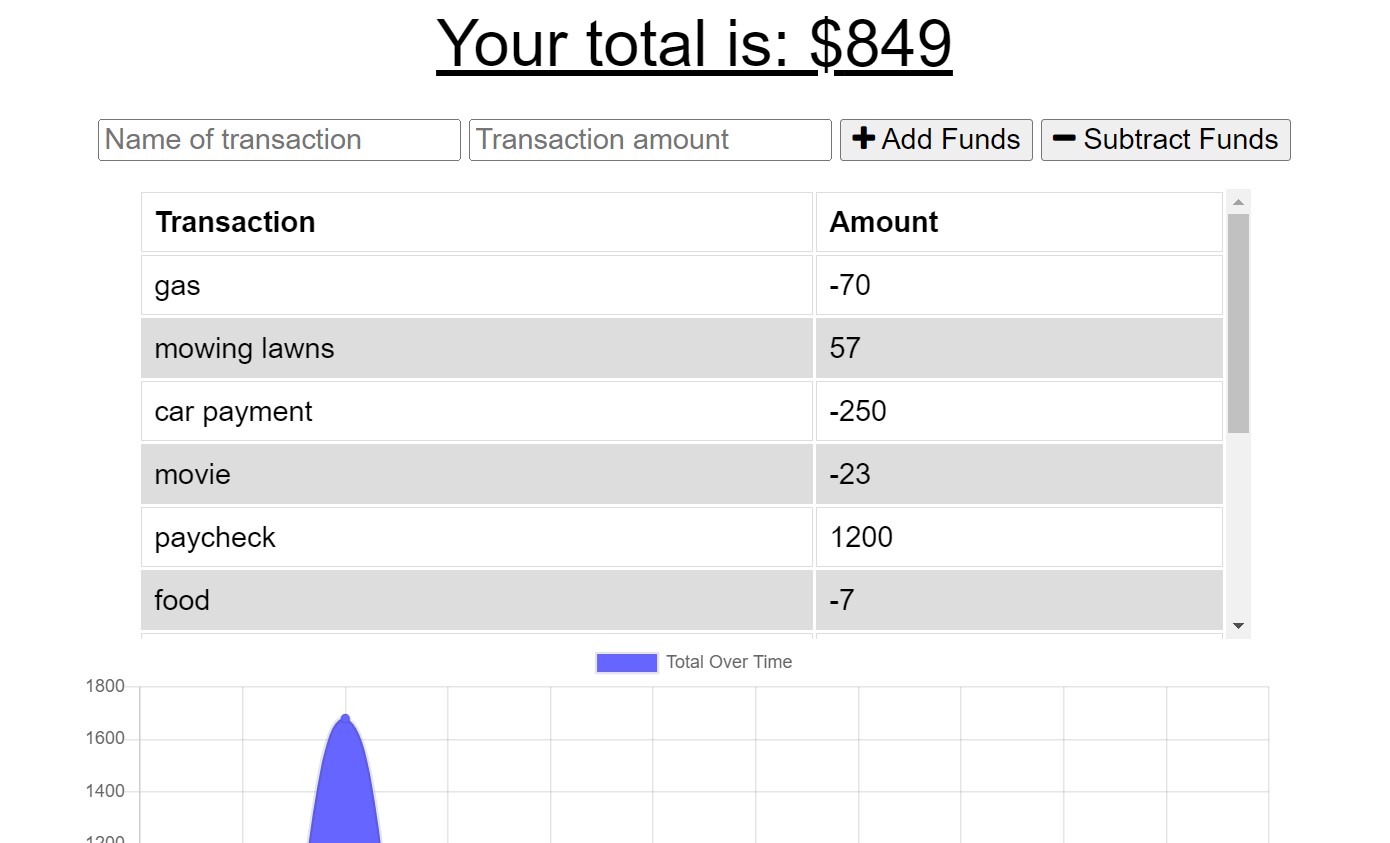 Your total is: $849
Name of transaction Transaction amount Add Funds Subtract Funds
Transaction Amount
gas -70
mowing lawns 57
car payment -250
movie -23
paycheck 1200
food -7
Total Over Time
1800
1600
1400
1200